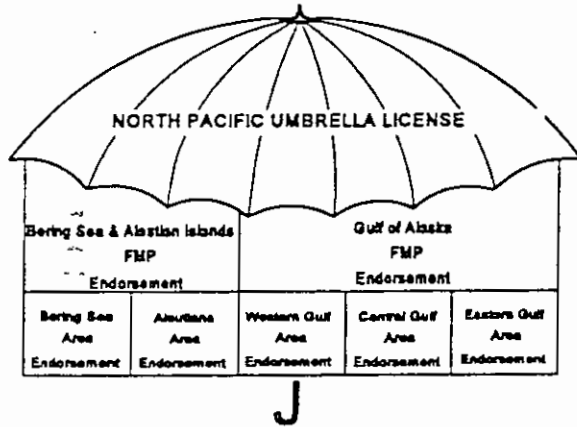 NORTH PACIFIC UMBRELLA LICENSE
Bering Sea & Aleutian Islands
FMP
Endorsement
Gulf of Alaska
FMP
Endorsement
Bering Sea
Area
Endorsement
Aleutians
Area
Endorsement
Western Gulf
Area
Endorsement
Central Gulf
Area
Endorsement
Eastern Gulf
Area
Endorsement